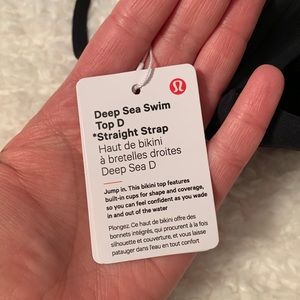 Deep Sea Swim
Top D
*Straight Strap
Haut de bikini
à bretelles droites
Deep Sea D
Jump in. This bikini top features
built-in cups for shape and coverage,
so you can feel confident as you wade
in and out of the water
Plongez. Ce haut de bikini offre des
bonnets intégrés, qui procurent à la fois
silhouette et couverture, et vous laisse
patauger dans l'eau en tout confort